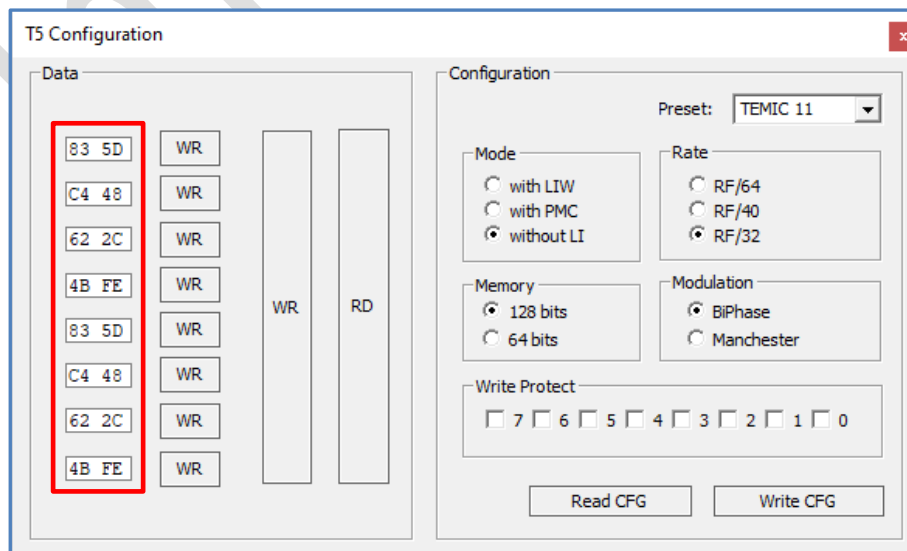 T5 Configuration
x
Data
83 5D WR
C4 48 WR
62 2C WR
4B FE WR
83 5D WR
C4 48 WR
62 2C WR
4B FE WR
WR
RD
Configuration
Preset: TEMIC 11
Mode
with LIW
with PMC
without LI
Rate
RF/64
RF/40
RF/32
Memory
128 bits
64 bits
Modulation
BiPhase
Manchester
Write Protect
7 6 5 4 3 2 1 0
Read CFG Write CFG